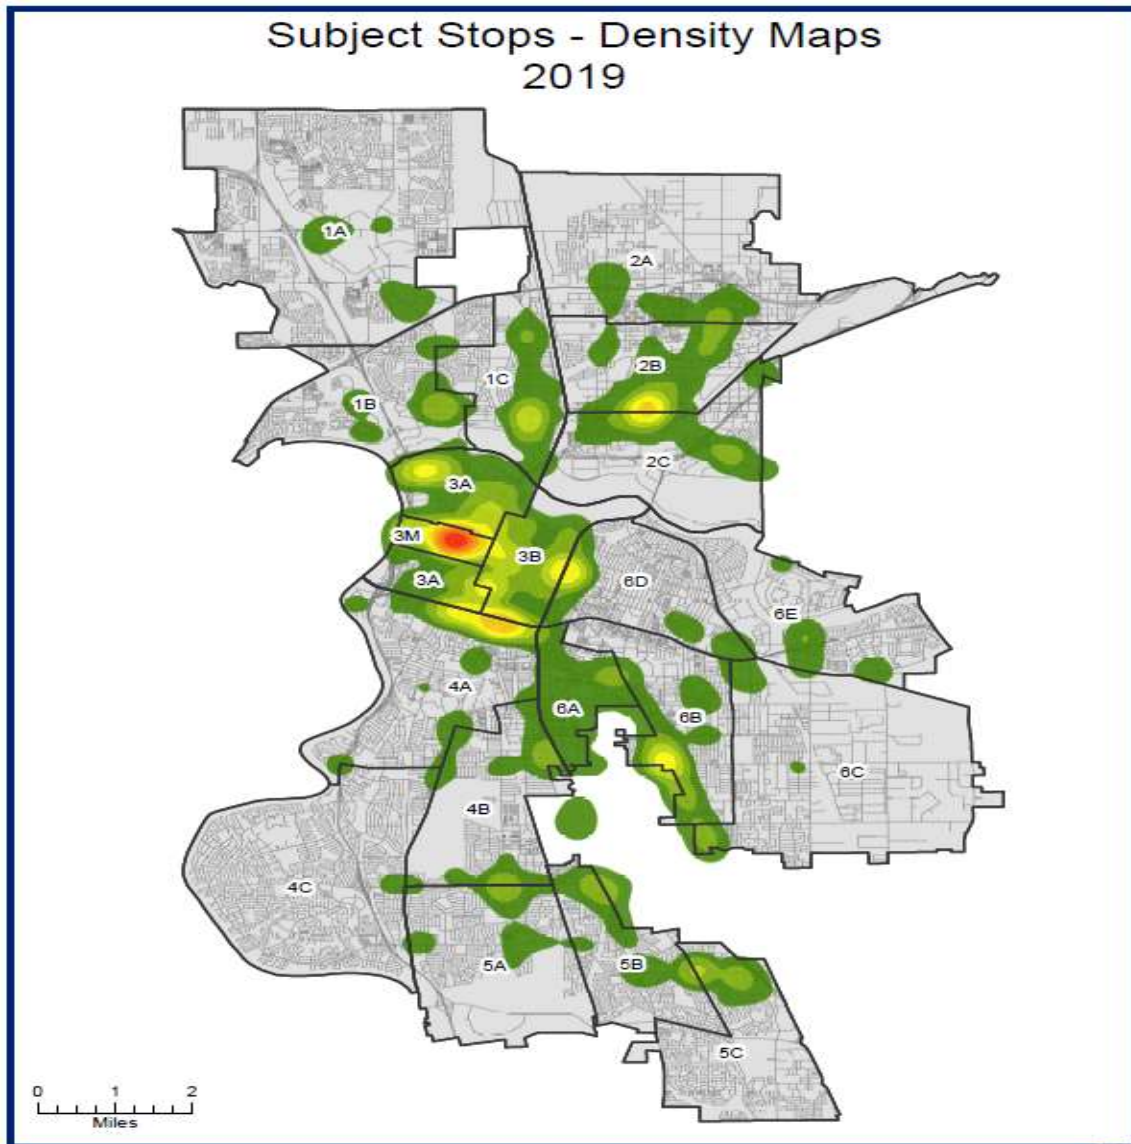 Subject Stops - Density Maps
2019
1A
2A
2B
1C
1B
2C
3A
3M
3B
3A
6D
6E
4A
6A
6B
6C
4B
4C
5A
5B
5C
0 1 2
Miles